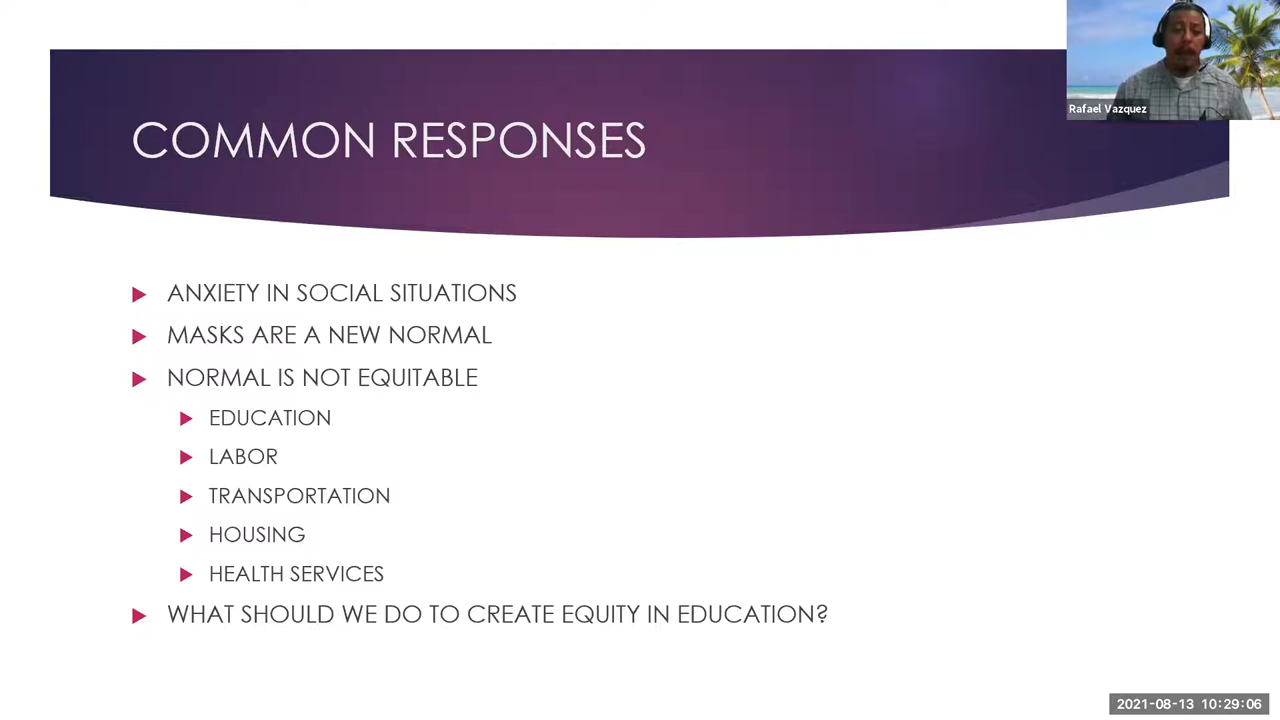 Rafael Vazquez
COMMON RESPONSES
ANXIETY IN SOCIAL SITUATIONS
MASKS ARE A NEW NORMAL
NORMAL IS NOT EQUITABLE
EDUCATION
LABOR
TRANSPORTATION
HOUSING
HEALTH SERVICES
WHAT SHOULD WE DO TO CREATE EQUITY IN EDUCATION?
2021-08-13 10:29:06